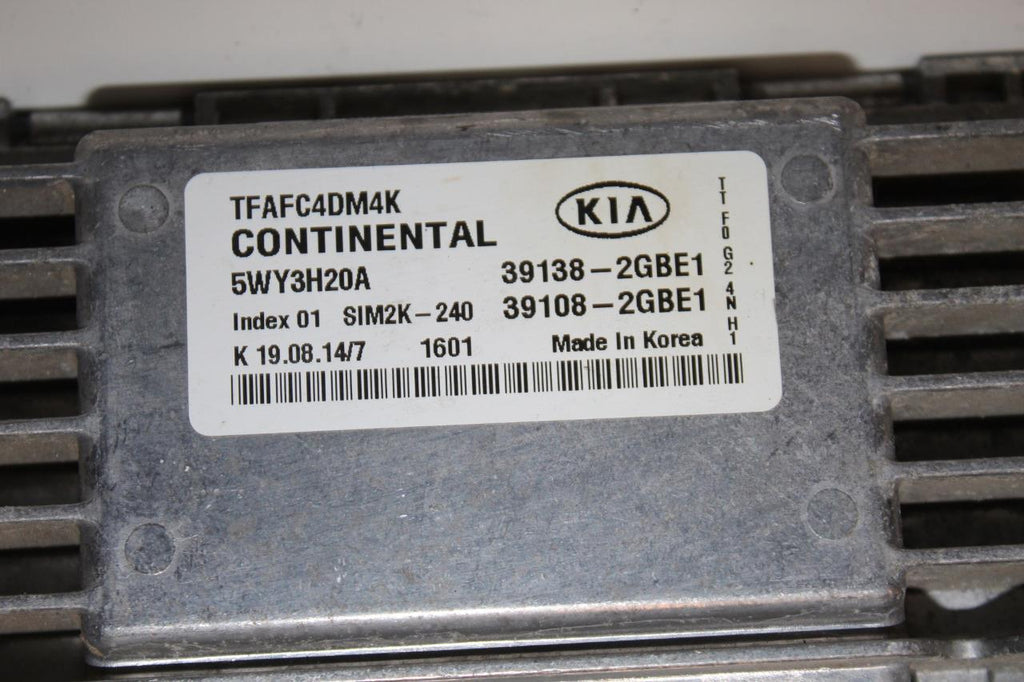 TFAFC4DM4K
CONTINENTAL
5WY3H20A
Index 01 SIM2K-240
K 19.08.14/7 1601
KIA
39138-2GBE1
39108-2GBE1
Made In Korea
TT F0 G2 4N H1